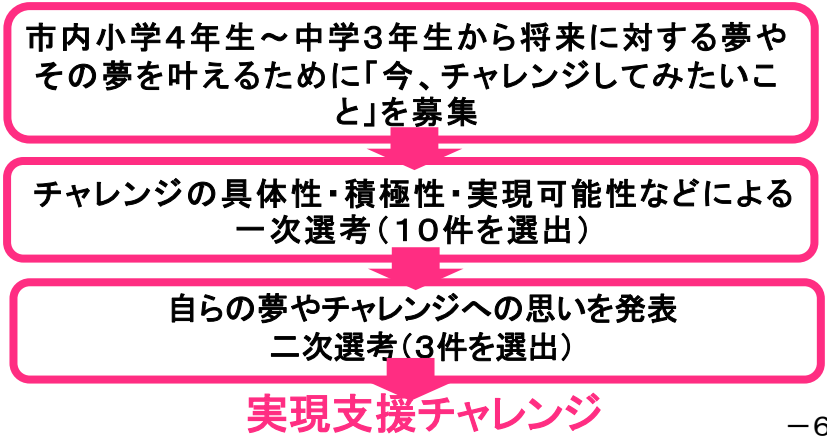 市内小学４年生～中学３年生から将来に対する夢や
その夢を叶えるために「今、チャレンジしてみたいこ
と」を募集
チャレンジの具体性・積極性・実現可能性などによる
一次選考（１０件を選出）
自らの夢やチャレンジへの思いを発表
二次選考（３件を選出）
実現支援チャレンジ
－6